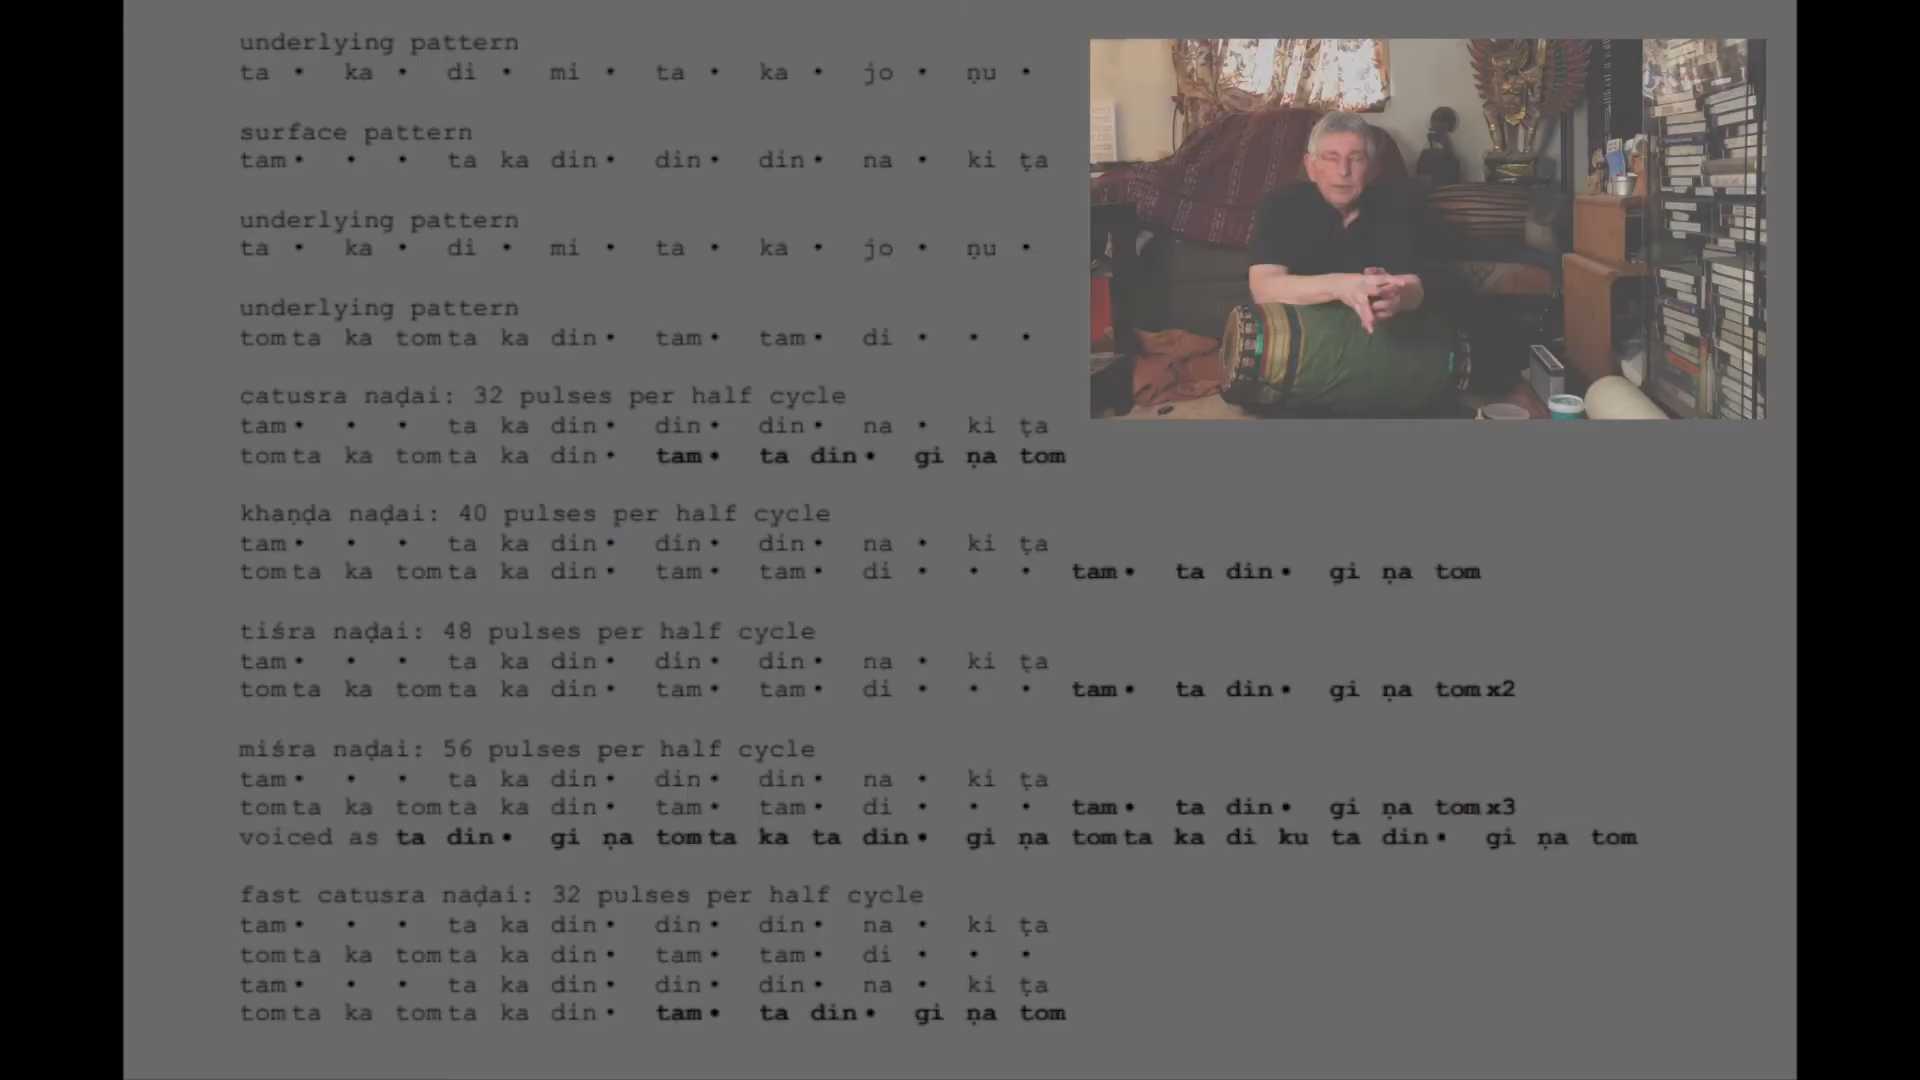 underlying pattern
ta • ka • di • mi • ta • ka • jo • ṇu •
surface pattern
tam • • • ta ka din • din • din • na • ki ṭa
underlying pattern
ta • ka • di • mi • ta • ka • jo • ṇu •
underlying pattern
tom ta ka tom ta ka din • tam • tam • di • • •
catusra naḍai: 32 pulses per half cycle
tam • • • ta ka din • din • din • na • ki ṭa
tom ta ka tom ta ka din • tam • ta din • gi ṇa tom
khaṇḍa naḍai: 40 pulses per half cycle
tam • • • ta ka din • din • din • na • ki ṭa
tom ta ka tom ta ka din • tam • tam • di • • • tam • ta din • gi ṇa tom
tiśra naḍai: 48 pulses per half cycle
tam • • • ta ka din • din • din • na • ki ṭa
tom ta ka tom ta ka din • tam • tam • di • • • tam • ta din • gi ṇa tom x2
miśra naḍai: 56 pulses per half cycle
tam • • • ta ka din • din • din • na • ki ṭa
tom ta ka tom ta ka din • tam • tam • di • • • tam • ta din • gi ṇa tom x3
voiced as ta din • gi ṇa tom ta ka ta din • gi ṇa tom ta ka di ku ta din • gi ṇa tom
fast catusra naḍai: 32 pulses per half cycle
tam • • • ta ka din • din • din • na • ki ṭa
tom ta ka tom ta ka din • tam • tam • di • • •
tam • • • ta ka din • din • din • na • ki ṭa
tom ta ka tom ta ka din • tam • ta din • gi ṇa tom